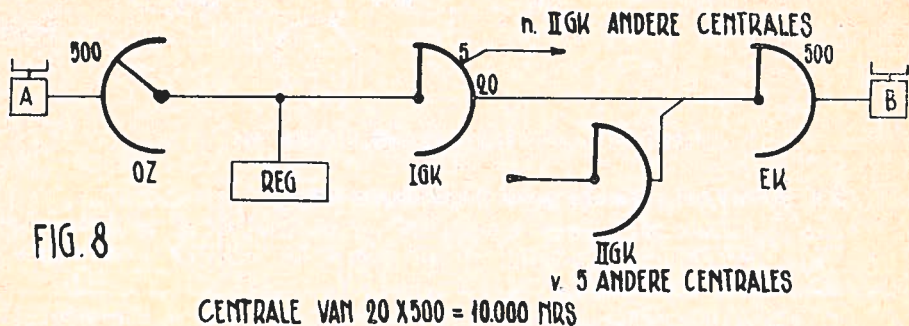 n. IIGK ANDERE CENTRALES
500
5
20
500
A
B
OZ
REG
IGK
EK
IIGK
FIG. 8
v. 5 ANDERE CENTRALES
CENTRALE VAN 20 X 500 = 10.000 NRS